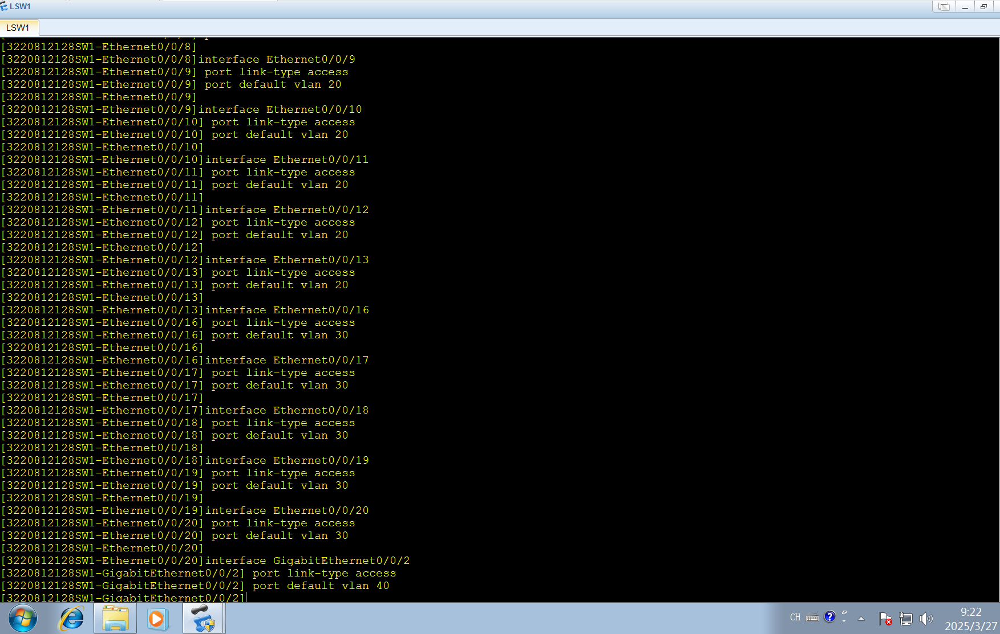 LSW1
LSW1
[3220812128SW1-Ethernet0/0/8]
[3220812128SW1-Ethernet0/0/8]interface Ethernet0/0/9
[3220812128SW1-Ethernet0/0/9] port link-type access
[3220812128SW1-Ethernet0/0/9] port default vlan 20
[3220812128SW1-Ethernet0/0/9]
[3220812128SW1-Ethernet0/0/9]interface Ethernet0/0/10
[3220812128SW1-Ethernet0/0/10] port link-type access
[3220812128SW1-Ethernet0/0/10] port default vlan 20
[3220812128SW1-Ethernet0/0/10]
[3220812128SW1-Ethernet0/0/10]interface Ethernet0/0/11
[3220812128SW1-Ethernet0/0/11] port link-type access
[3220812128SW1-Ethernet0/0/11] port default vlan 20
[3220812128SW1-Ethernet0/0/11]
[3220812128SW1-Ethernet0/0/11]interface Ethernet0/0/12
[3220812128SW1-Ethernet0/0/12] port link-type access
[3220812128SW1-Ethernet0/0/12] port default vlan 20
[3220812128SW1-Ethernet0/0/12]
[3220812128SW1-Ethernet0/0/12]interface Ethernet0/0/13
[3220812128SW1-Ethernet0/0/13] port link-type access
[3220812128SW1-Ethernet0/0/13] port default vlan 20
[3220812128SW1-Ethernet0/0/13]
[3220812128SW1-Ethernet0/0/13]interface Ethernet0/0/16
[3220812128SW1-Ethernet0/0/16] port link-type access
[3220812128SW1-Ethernet0/0/16] port default vlan 30
[3220812128SW1-Ethernet0/0/16]
[3220812128SW1-Ethernet0/0/16]interface Ethernet0/0/17
[3220812128SW1-Ethernet0/0/17] port link-type access
[3220812128SW1-Ethernet0/0/17] port default vlan 30
[3220812128SW1-Ethernet0/0/17]
[3220812128SW1-Ethernet0/0/17]interface Ethernet0/0/18
[3220812128SW1-Ethernet0/0/18] port link-type access
[3220812128SW1-Ethernet0/0/18] port default vlan 30
[3220812128SW1-Ethernet0/0/18]
[3220812128SW1-Ethernet0/0/18]interface Ethernet0/0/19
[3220812128SW1-Ethernet0/0/19] port link-type access
[3220812128SW1-Ethernet0/0/19] port default vlan 30
[3220812128SW1-Ethernet0/0/19]
[3220812128SW1-Ethernet0/0/19]interface Ethernet0/0/20
[3220812128SW1-Ethernet0/0/20] port link-type access
[3220812128SW1-Ethernet0/0/20] port default vlan 30
[3220812128SW1-Ethernet0/0/20]
[3220812128SW1-Ethernet0/0/20]interface GigabitEthernet0/0/2
[3220812128SW1-GigabitEthernet0/0/2] port link-type access
[3220812128SW1-GigabitEthernet0/0/2] port default vlan 40
[3220812128SW1-GigabitEthernet0/0/2]
CH
9:22
2025/3/27